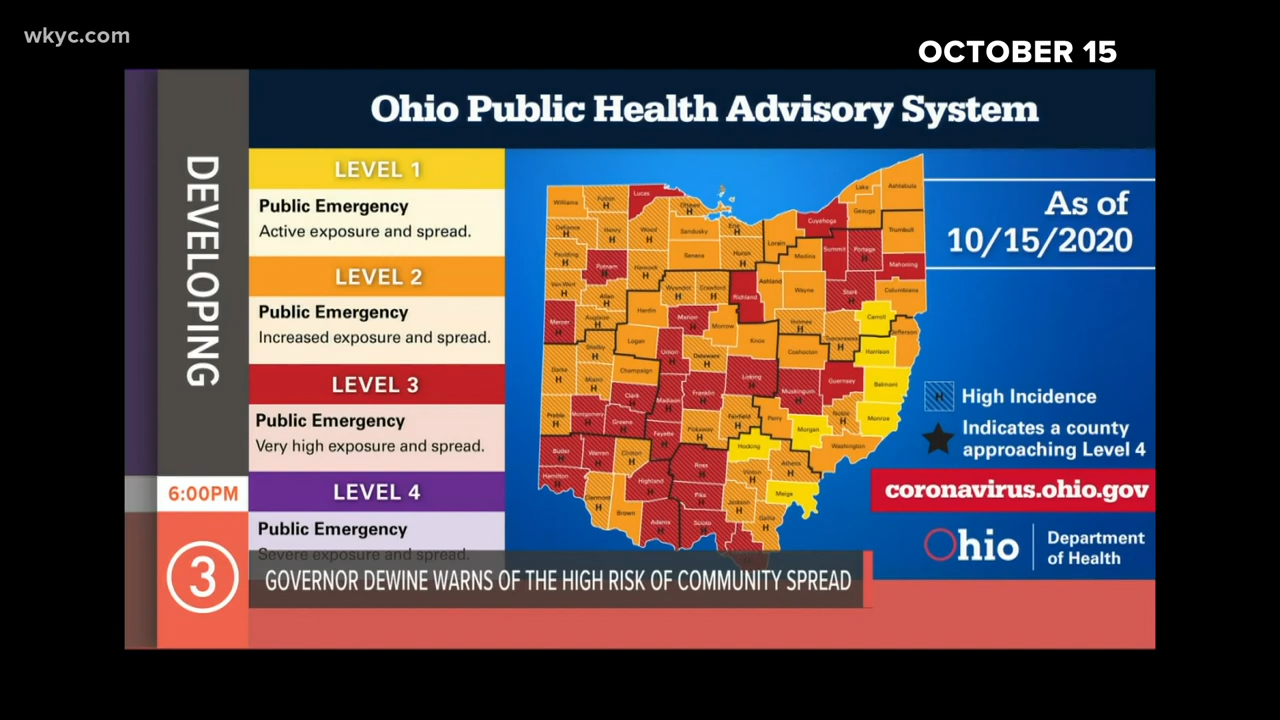 wkyc.com
OCTOBER 15
DEVELOPING
Ohio Public Health Advisory System
LEVEL 1
Public Emergency
Active exposure and spread.
LEVEL 2
Public Emergency
Increased exposure and spread.
LEVEL 3
Public Emergency
Very high exposure and spread.
LEVEL 4
Public Emergency
Severe exposure and spread.
As of
10/15/2020
Williams
Fulton
H
Lucas
Ottawa
H
Lake
Ashtabula
Geauga
Cuyahoga
Trumbull
Defiance
H
Henry
H
Wood
H
Sandusky
Erie
H
Lorain
Medina
Summit
H
Portage
H
Mahoning
Paulding
H
Putnam
H
Hancock
H
Seneca
Huron
H
Ashland
Wayne
Stark
H
Columbiana
Van Wert
H
Allen
H
Wyandot
H
Crawford
H
Richland
Carroll
Mercer
H
Auglaize
H
Hardin
Marion
H
Morrow
Holmes
H
Tuscarawas
H
Jefferson
Harrison
Logan
Shelby
H
Union
H
Delaware
H
Knox
Coshocton
Darke
H
Miami
H
Champaign
Licking
H
Muskingum
H
Guernsey
Belmont
Clark
H
Madison
H
Franklin
H
Preble
H
Montgomery
H
Greene
H
Fayette
H
Pickaway
H
Fairfield
H
Perry
Morgan
Noble
H
Monroe
Washington
Butler
H
Warren
H
Clinton
H
Ross
H
Hocking
Athens
H
Hamilton
H
Highland
H
Vinton
H
Meigs
Clermont
H
Brown
Adams
H
Pike
H
Scioto
H
Jackson
H
Gallia
H
H
High Incidence
Indicates a county
approaching Level 4
coronavirus.ohio.gov
Ohio
Department
of Health
6:00PM
3
GOVERNOR DEWINE WARNS OF THE HIGH RISK OF COMMUNITY SPREAD